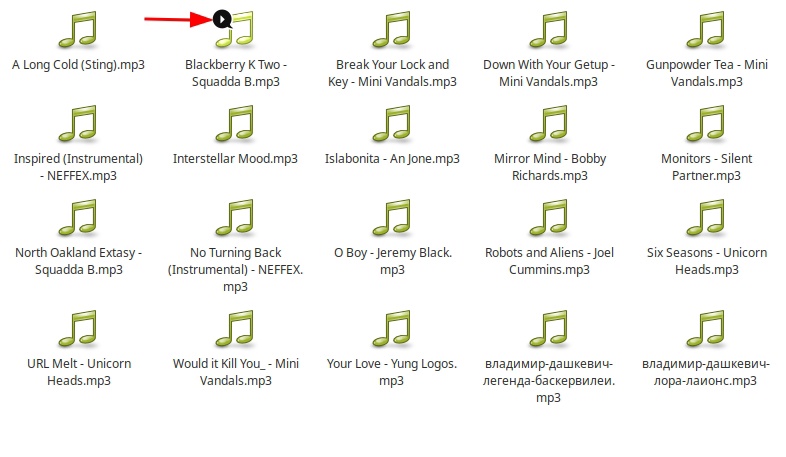 A Long Cold (Sting).mp3
Blackberry K Two -
Squadda B.mp3
Break Your Lock and
Key - Mini Vandals.mp3
Down With Your Getup -
Mini Vandals.mp3
Gunpowder Tea - Mini
Vandals.mp3
Inspired (Instrumental)
- NEFFEX.mp3
Interstellar Mood.mp3
Islabonita - An Jone.mp3
Mirror Mind - Bobby
Richards.mp3
Monitors - Silent
Partner.mp3
North Oakland Extasy -
Squadda B.mp3
No Turning Back
(Instrumental) - NEFFEX.
mp3
O Boy - Jeremy Black.
mp3
Robots and Aliens - Joel
Cummins.mp3
Six Seasons - Unicorn
Heads.mp3
URL Melt - Unicorn
Heads.mp3
Would it Kill You_ - Mini
Vandals.mp3
Your Love - Yung Logos.
mp3
владимир-дашкевич-
легенда-баскервилеи.
mp3
владимир-дашкевич-
лора-лаионс.mp3